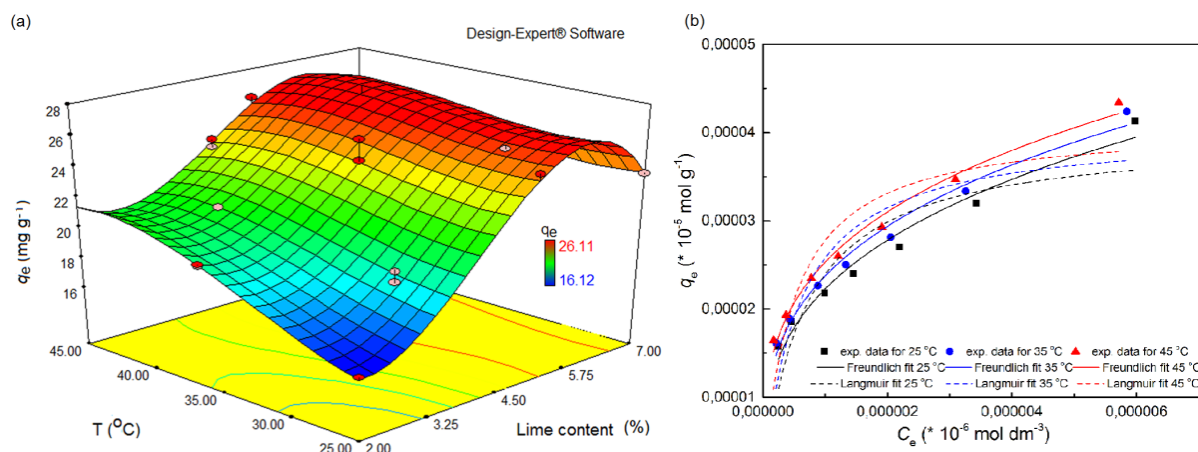 (a)
Design-Expert® Software
28
26
24
22
20
18
16
qe (mg g-1)
qe
26.11
16.12
45.00
40.00
35.00
30.00
25.00
T (OC)
7.00
5.75
4.50
3.25
2.00
Lime content (%)
(b)
0,00005
0,00004
0,00003
0,00002
0,00001
qe (* 10-5 mol g-1)
exp. data for 25 °C exp. data for 35 °C exp. data for 45 °C
Freundlich fit 25 °C Freundlich fit 35 °C Freundlich fit 45 °C
Langmuir fit 25 °C Langmuir fit 35 °C Langmuir fit 45 °C
0,000000 0,000002 0,000004 0,000006
Ce (* 10-6 mol dm-3)